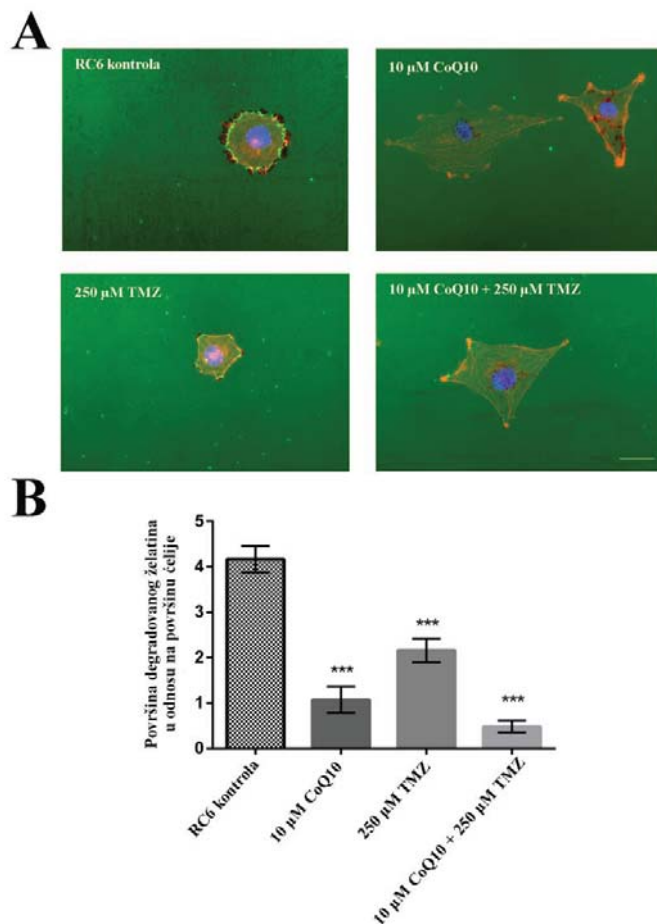 A
RC6 kontrola
10 µM CoQ10
250 µM TMZ
10 µM CoQ10 + 250 µM TMZ
B
Površina degradovanog želatina
u odnosu na površinu ćelije
5
4
3
2
1
0
***
***
***
RC6 kontrola
10 µM CoQ10
250 µM TMZ
10 µM CoQ10 + 250 µM TMZ